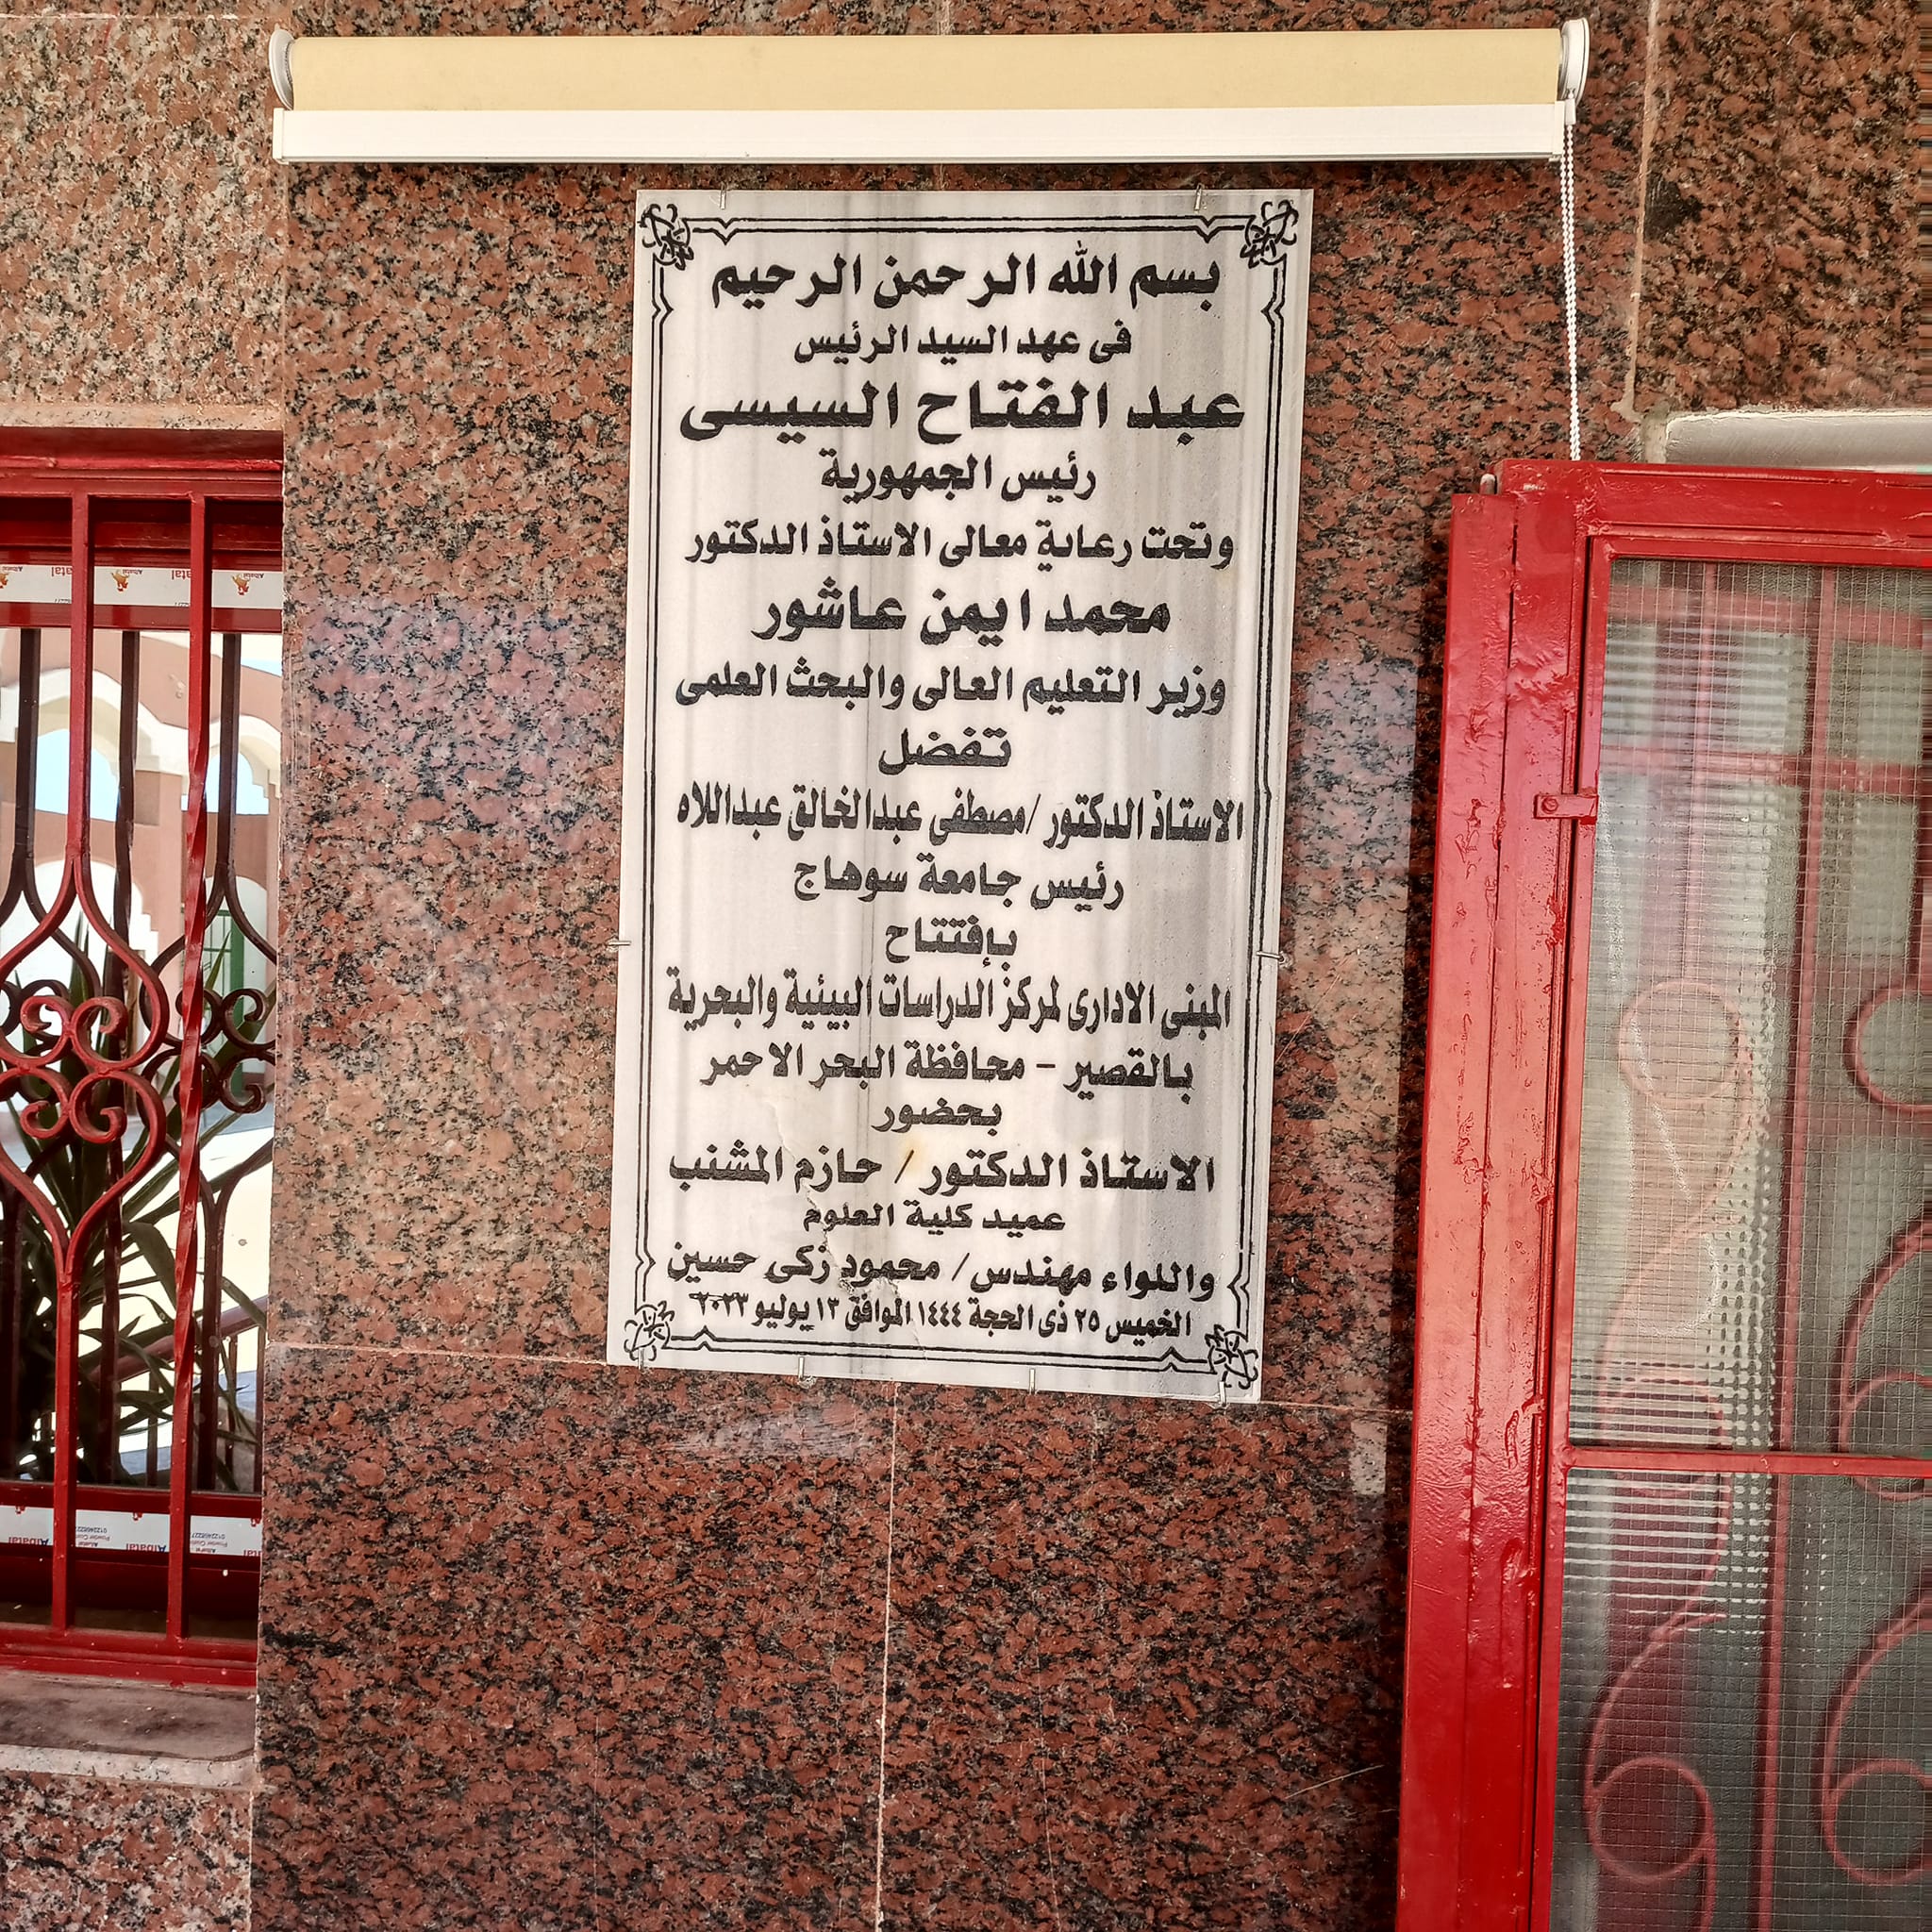 بسم الله الرحمن الرحيم
فى عهد السيد الرئيس
عبد الفتاح السيسى
رئيس الجمهورية
وتحت رعاية معالى الاستاذ الدكتور
محمد ايمن عاشور
وزير التعليم العالى والبحث العلمى
تفضل
الاستاذ الدكتور /مصطفى عبدالخالق عبداللاه
رئيس جامعة سوهاج
بإفتتاح
المبنى الادارى لمركز الدراسات البيئية والبحرية
بالقصير - محافظة البحر الاحمر
بحضور
الاستاذ الدكتور / حازم المشنب
عميد كلية العلوم
واللواء مهندس/ محمود زكى حسين
الخميس ٢٥ ذى الحجة ١٤٤٤ الموافق ١٣ يوليو ٢٠٢٣
Albatal
Albatal